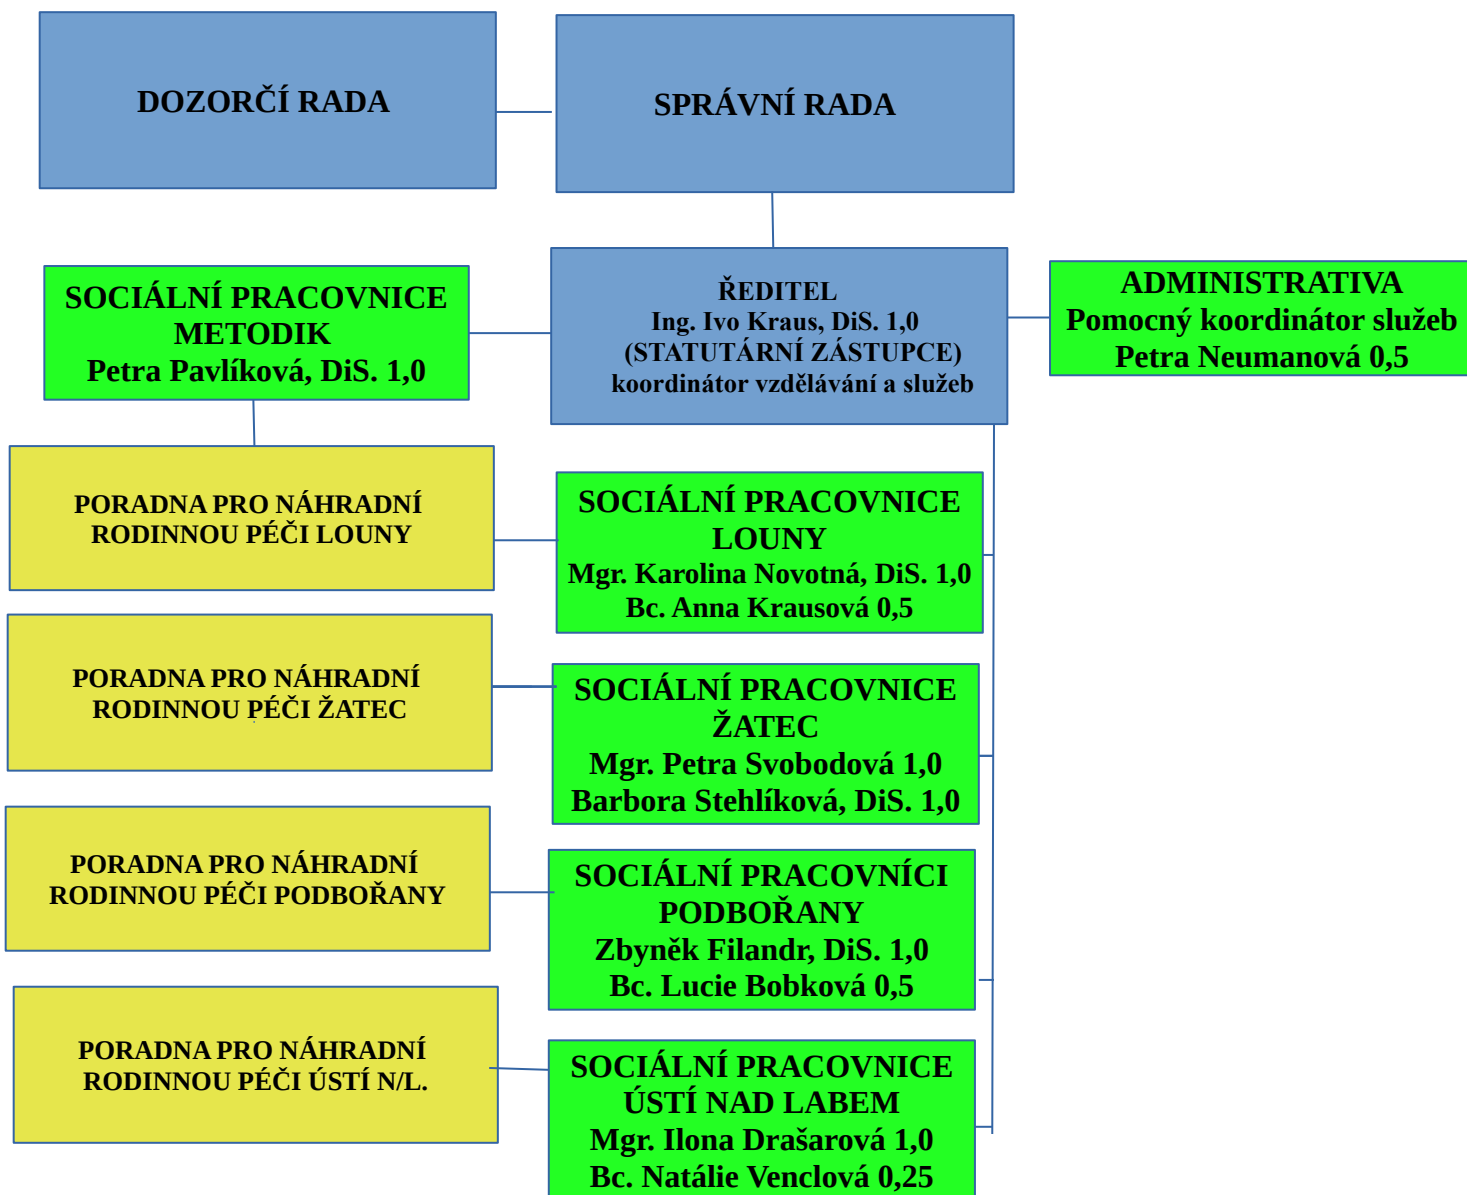 DOZORČÍ RADA
SPRÁVNÍ RADA
SOCIÁLNÍ PRACOVNICE
METODIK
Petra Pavlíková, DiS. 1,0
ŘEDITEL
Ing. Ivo Kraus, DiS. 1,0
(STATUTÁRNÍ ZÁSTUPCE)
koordinátor vzdělávání a služeb
ADMINISTRATIVA
Pomocný koordinátor služeb
Petra Neumanová 0,5
PORADNA PRO NÁHRADNÍ
RODINNOU PÉČI LOUNY
SOCIÁLNÍ PRACOVNICE
LOUNY
Mgr. Karolina Novotná, DiS. 1,0
Bc. Anna Krausová 0,5
PORADNA PRO NÁHRADNÍ
RODINNOU PÉČI ŽATEC
SOCIÁLNÍ PRACOVNICE
ŽATEC
Mgr. Petra Svobodová 1,0
Barbora Stehlíková, DiS. 1,0
PORADNA PRO NÁHRADNÍ
RODINNOU PÉČI PODBOŘANY
SOCIÁLNÍ PRACOVNÍCI
PODBOŘANY
Zbyněk Filandr, DiS. 1,0
Bc. Lucie Bobková 0,5
PORADNA PRO NÁHRADNÍ
RODINNOU PÉČI ÚSTÍ N/L.
SOCIÁLNÍ PRACOVNICE
ÚSTÍ NAD LABEM
Mgr. Ilona Drašarová 1,0
Bc. Natálie Venclová 0,25